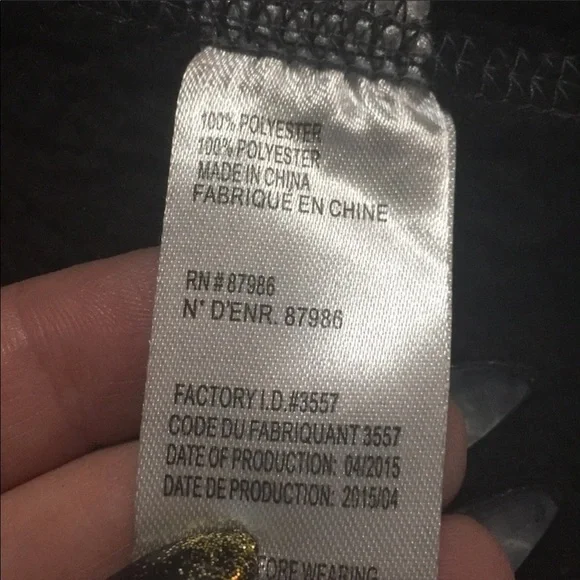 100% POLYESTER
100% POLYESTER
MADE IN CHINA
FABRIQUE EN CHINE
RN # 87986
N° D'ENR. 87986
FACTORY I.D.#3557
CODE DU FABRIQUANT 3557
DATE OF PRODUCTION: 04/2015
DATE DE PRODUCTION: 2015/04
WEARING